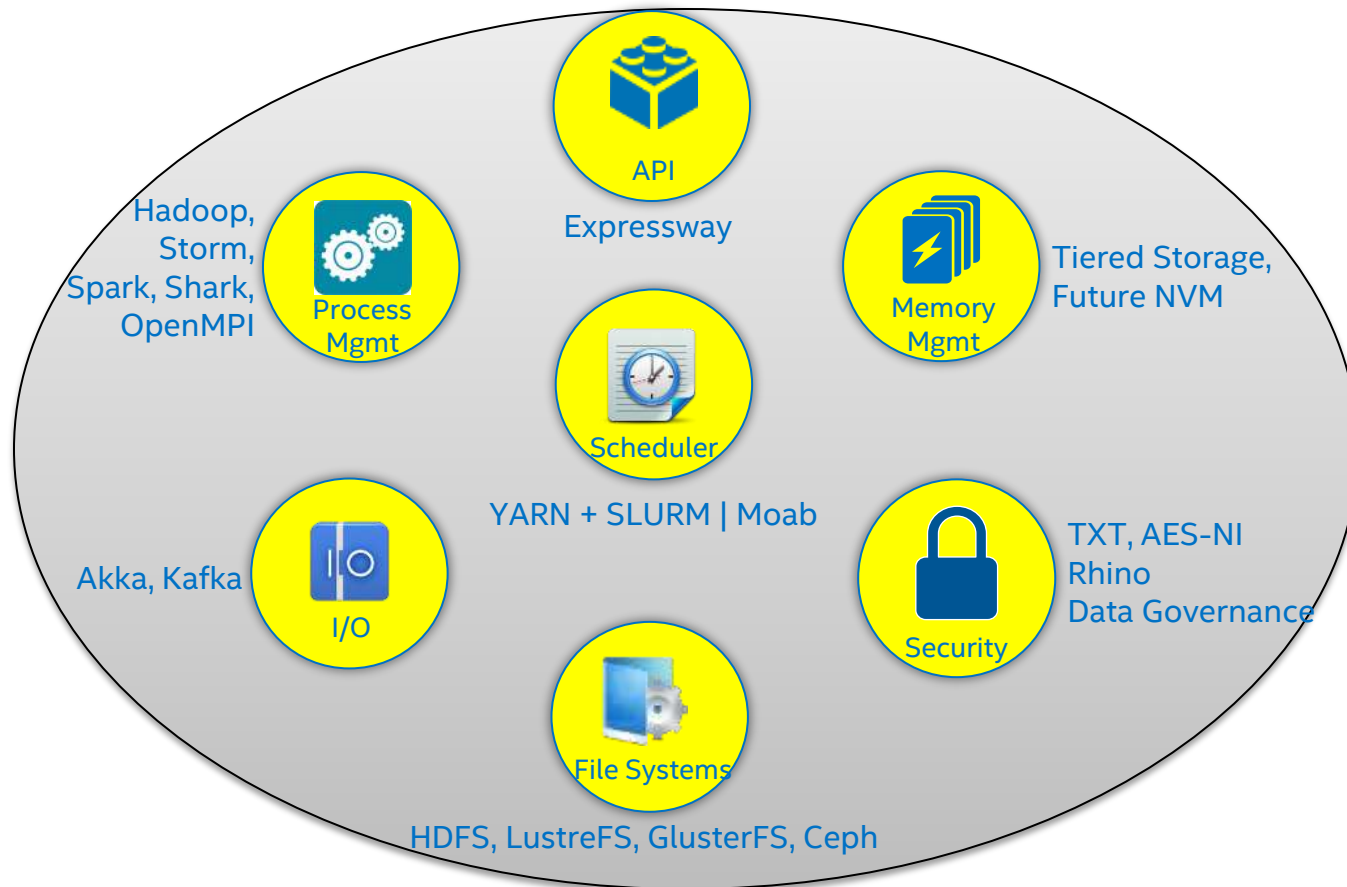 API
Expressway
Hadoop,
Storm,
Spark, Shark,
OpenMPI
Process
Mgmt
Memory
Mgmt
Tiered Storage,
Future NVM
Scheduler
YARN + SLURM | Moab
Akka, Kafka
I/O
I/O
Security
TXT, AES-NI
Rhino
Data Governance
File Systems
HDFS, LustreFS, GlusterFS, Ceph